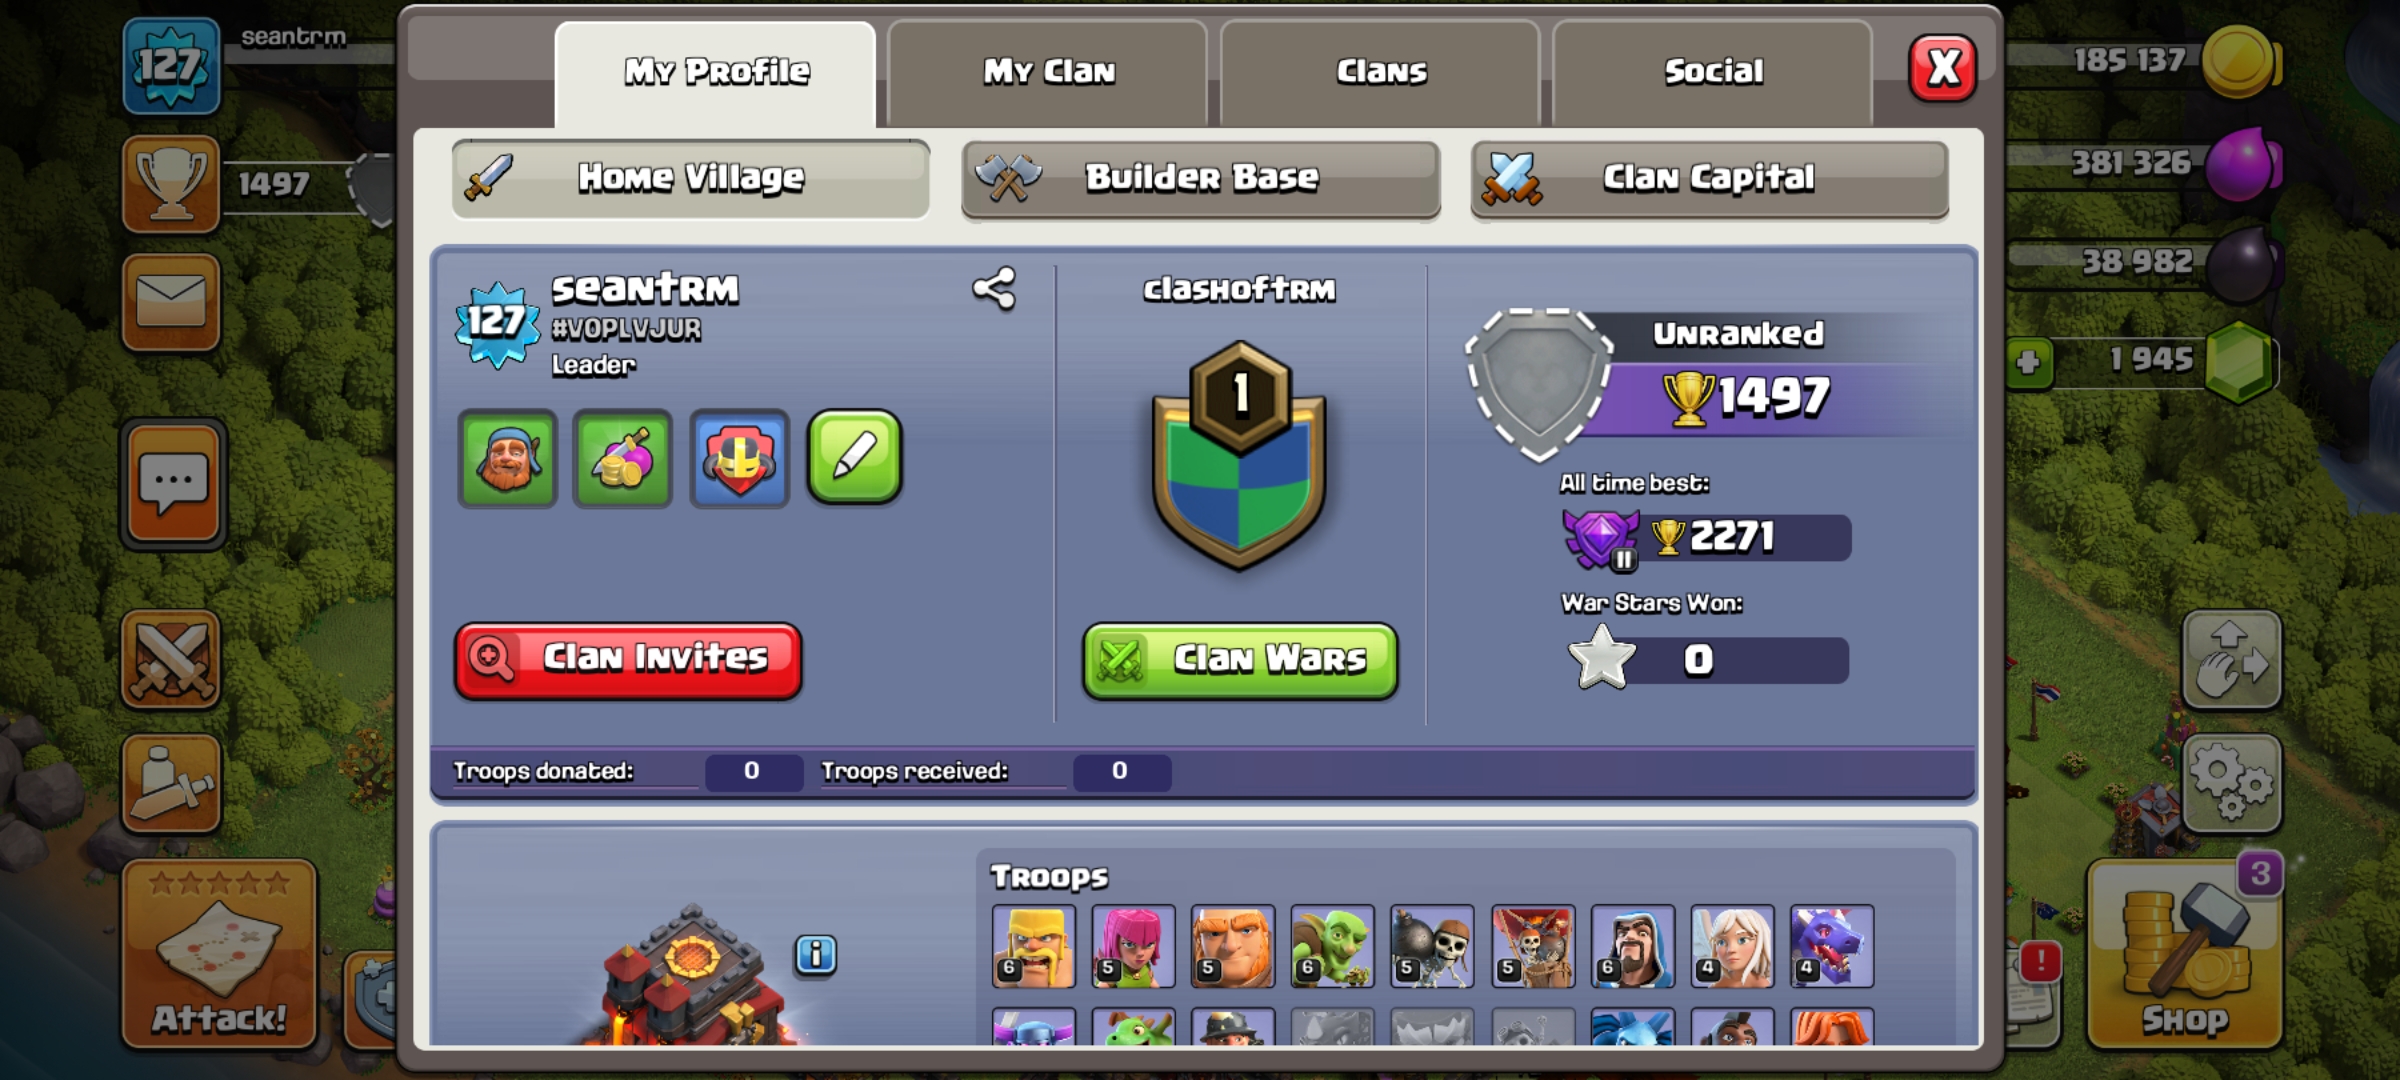 127
seantrm
1497
My Profile
My Clan
Clans
Social
X
185 137
381 326
38 982
1 945
Home Village
Builder Base
Clan Capital
127
seantrm
#VOPLVJUR
Leader
clashoftrm
1
Unranked
1497
All time best:
2271
War Stars Won:
0
Clan Invites
Clan Wars
Troops donated:
0
Troops received:
0
Troops
6
5
5
6
5
5
6
4
4
Attack!
3
!
Shop